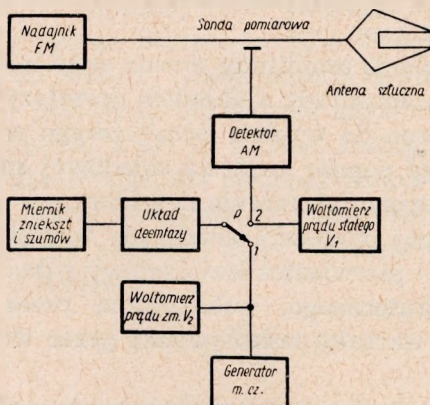 Nadajnik
FM
Sonda pomiarowa
Antena sztuczna
Detektor
AM
Miernik
zniekszt
i szumów
Układ
deemfazy
P
2
1
Woltomierz
prądu stałego
V₁
Woltomierz
prądu zm. V₂
Generator
m. cz.